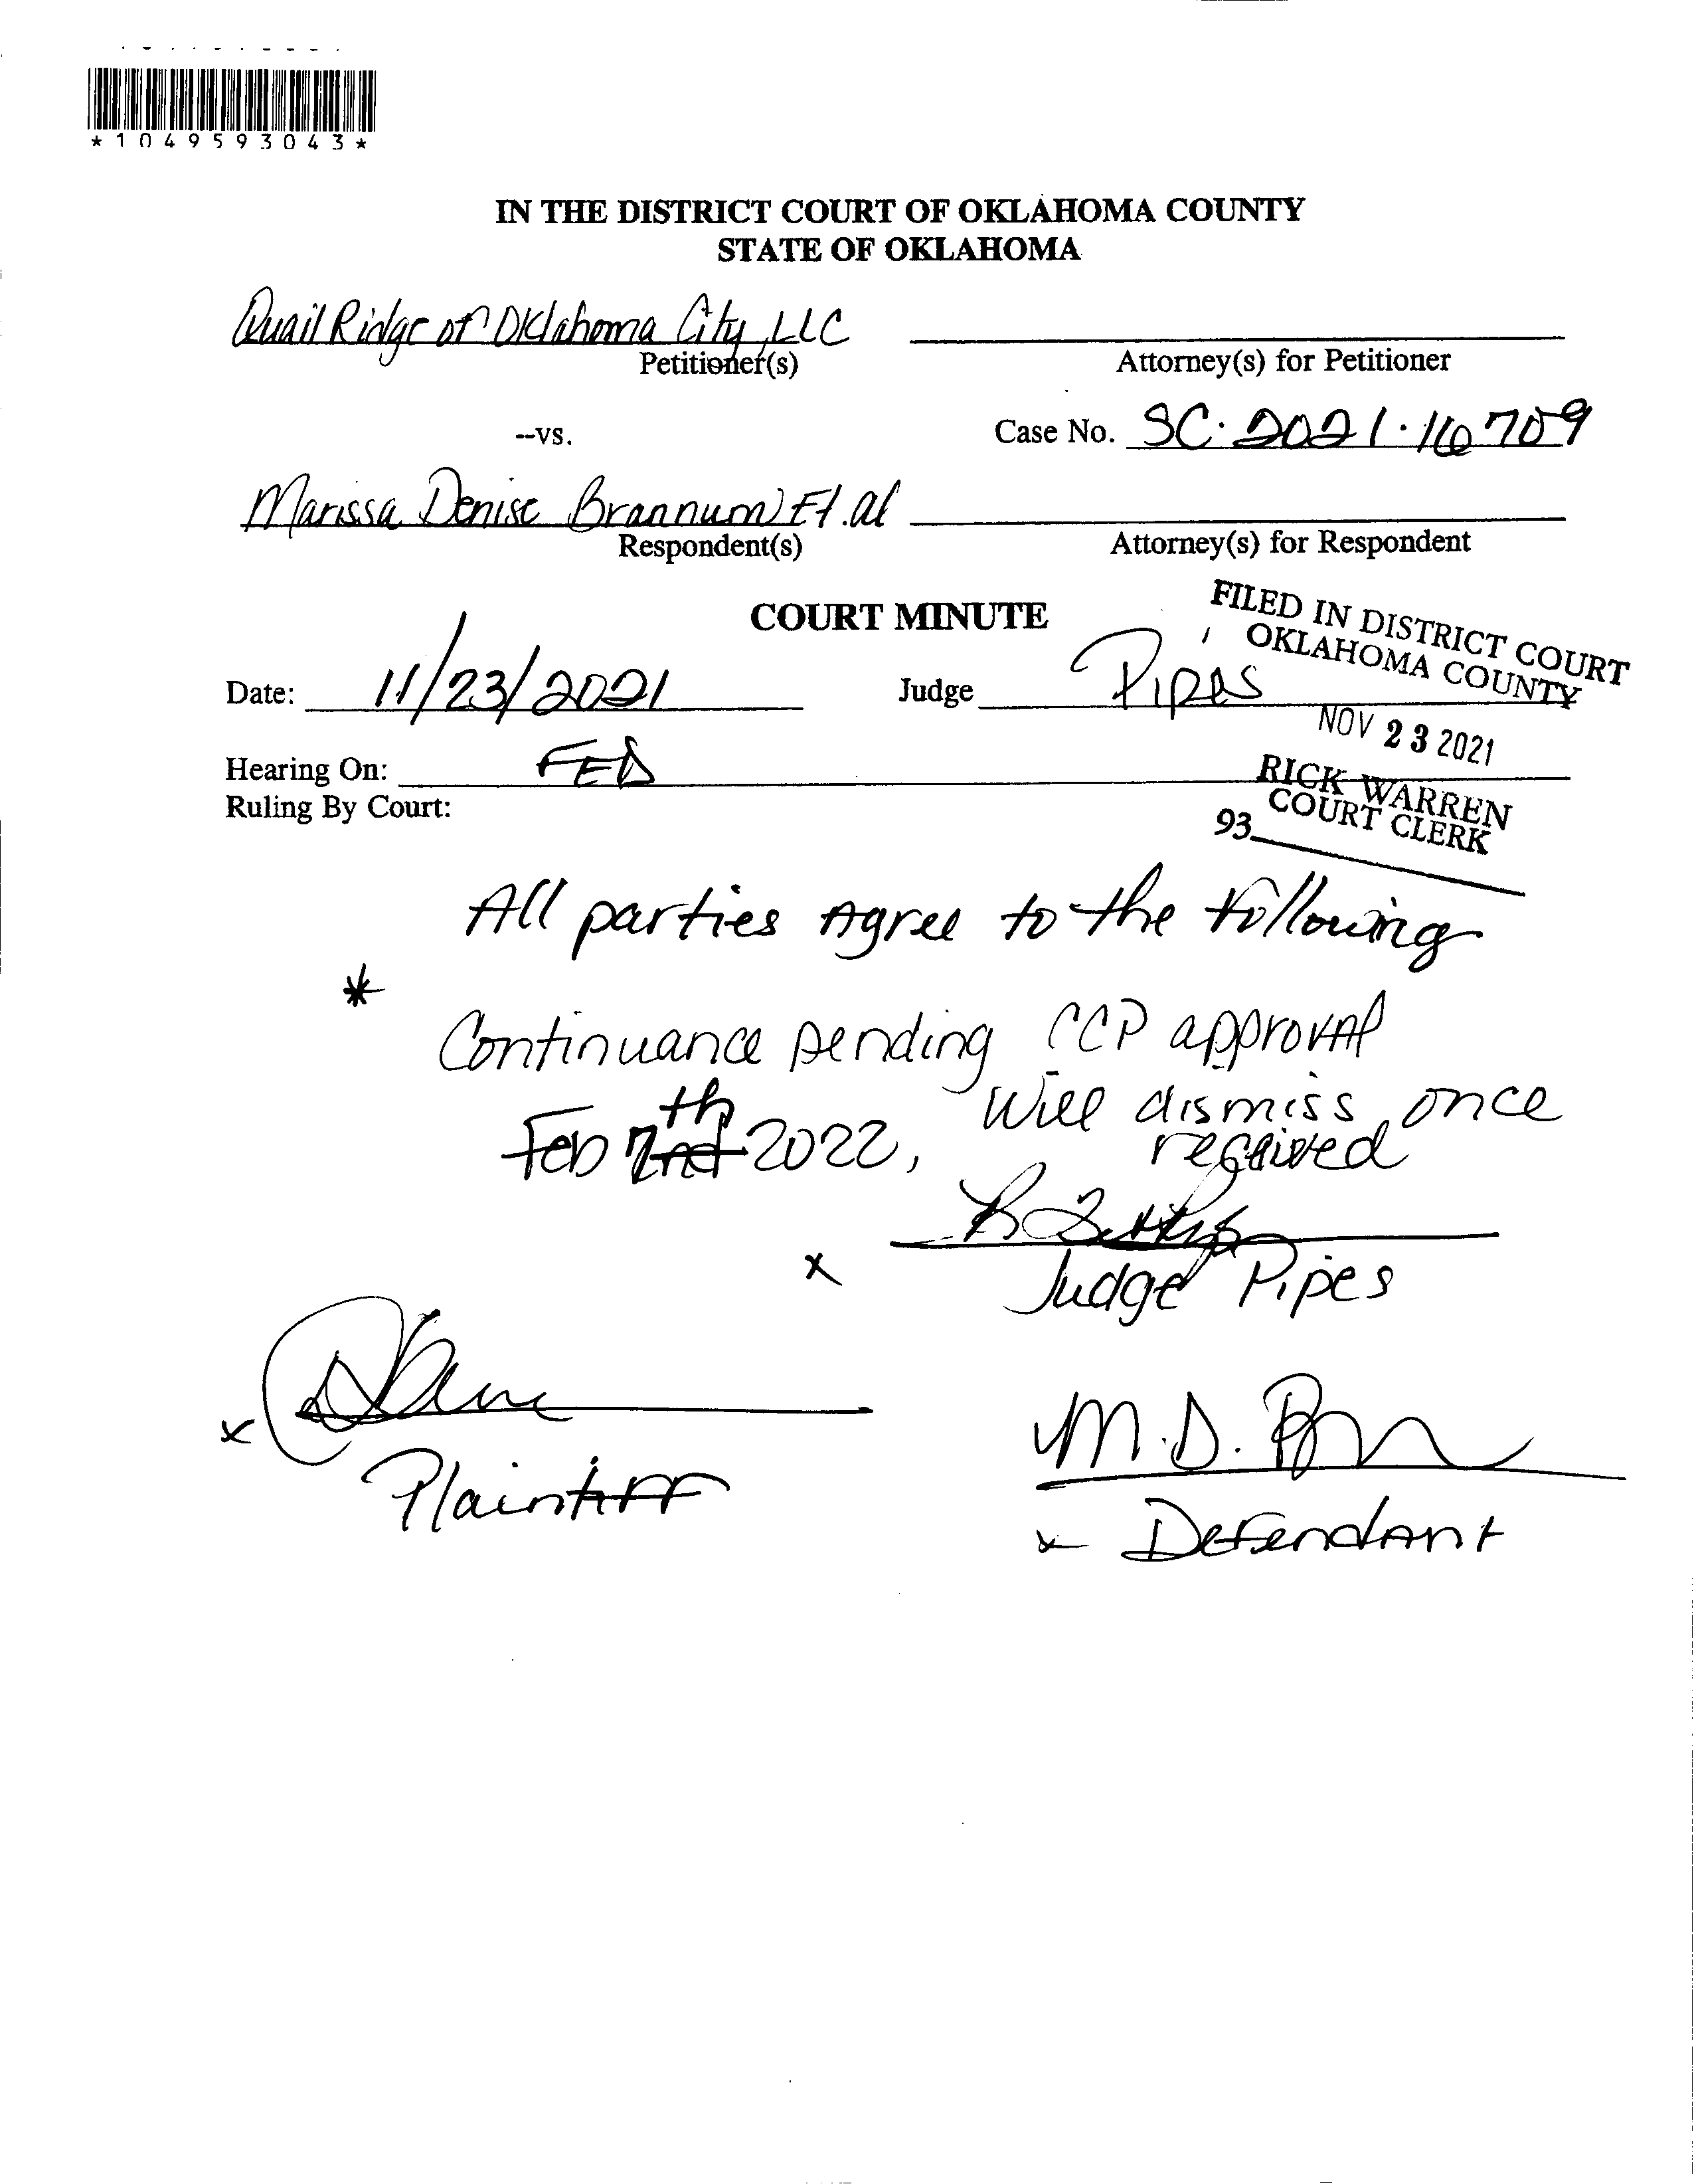 *1049593043*
IN THE DISTRICT COURT OF OKLAHOMA COUNTY
STATE OF OKLAHOMA
Quail Ridge of Oklahoma City, LLC
Petitioner(s)
Attorney(s) for Petitioner
--vs.
Case No. SC-2021-16709
Marissa Denise Brannum Et.al
Respondent(s)
Attorney(s) for Respondent
COURT MINUTE
FILED IN DISTRICT COURT
OKLAHOMA COUNTY
Date: 11/23/2021
Judge Pipes
NOV 23 2021
Hearing On: FED
RICK WARREN
COURT CLERK
Ruling By Court:
93
All parties Agree to the following
* Continuance pending CCP approval
Feb 7th 2022, Will dismiss once
received
x Judge Pipes
x Plaintiff
M.D.
x Defendant